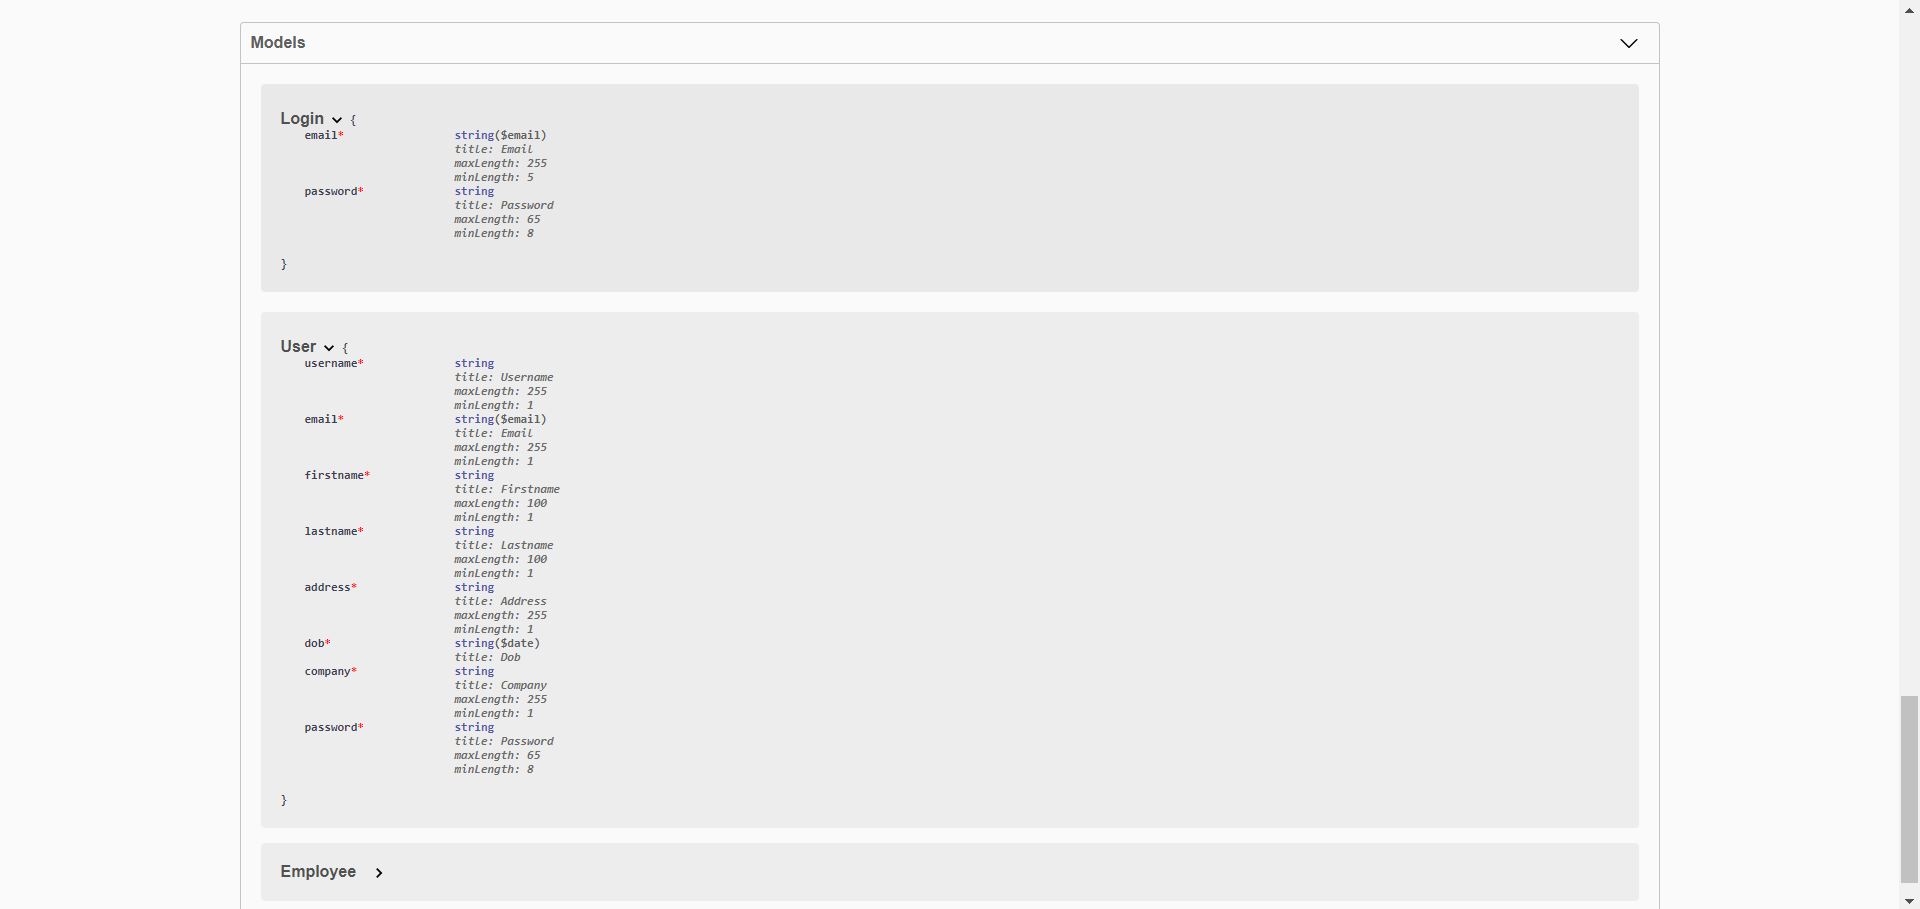 Models
Login {
email* string($email)
title: Email
maxLength: 255
minLength: 5
password* string
title: Password
maxLength: 65
minLength: 8
}
User {
username* string
title: Username
maxLength: 255
minLength: 1
email* string($email)
title: Email
maxLength: 255
minLength: 1
firstname* string
title: Firstname
maxLength: 100
minLength: 1
lastname* string
title: Lastname
maxLength: 100
minLength: 1
address* string
title: Address
maxLength: 255
minLength: 1
dob* string($date)
title: Dob
company* string
title: Company
maxLength: 255
minLength: 1
password* string
title: Password
maxLength: 65
minLength: 8
}
Employee